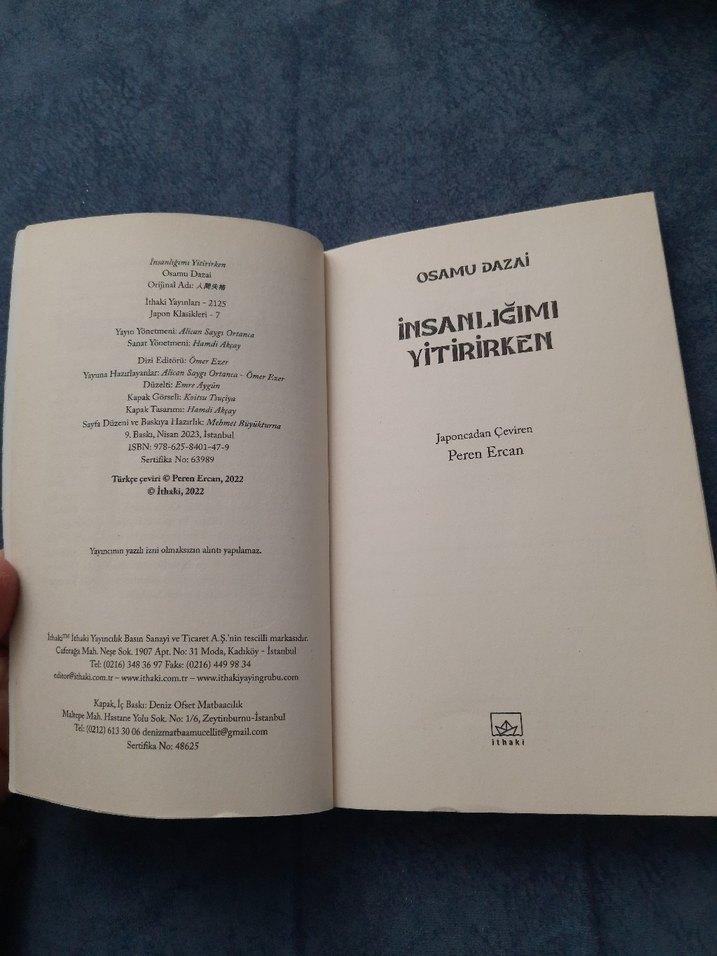 İnsanlığımı Yitirirken
Osamu Dazai
Orijinal Adı: 人間失格
İthaki Yayınları - 2125
Japon Klasikleri - 7
Yayın Yönetmeni: Alican Saygı Ortanca
Sanat Yönetmeni: Hamdi Akçay
Dizi Editörü: Ömer Ezer
Yayına Hazırlayanlar: Alican Saygı Ortanca - Ömer Ezer
Düzelti: Emre Aygün
Kapak Görseli: Koitsu Tsuçiya
Kapak Tasarımı: Hamdi Akçay
Sayfa Düzeni ve Baskıya Hazırlık: Mehmet Büyükturna
9. Baskı, Nisan 2023, İstanbul
ISBN: 978-625-8401-47-9
Sertifika No: 63989
Türkçe çeviri © Peren Ercan, 2022
© İthaki, 2022
Yayıncının yazılı izni olmaksızın alıntı yapılamaz.
İthaki™ İthaki Yayıncılık Basın Sanayi ve Ticaret A.Ş.'nin tescilli markasıdır.
Caferağa Mah. Neşe Sok. 1907 Apt. No: 31 Moda, Kadıköy - İstanbul
Tel: (0216) 348 36 97 Faks: (0216) 449 98 34
editor@ithaki.com.tr – www.ithaki.com.tr – www.ithakiyayingrubu.com
Kapak, İç Baskı: Deniz Ofset Matbaacılık
Maltepe Mah. Hastane Yolu Sok. No: 1/6, Zeytinburnu-İstanbul
Tel: (0212) 613 30 06 denizmatbaamucellit@gmail.com
Sertifika No: 48625
OSAMU DAZAİ
İNSANLIĞIMI
YİTİRİRKEN
Japoncadan Çeviren
Peren Ercan
ithaki